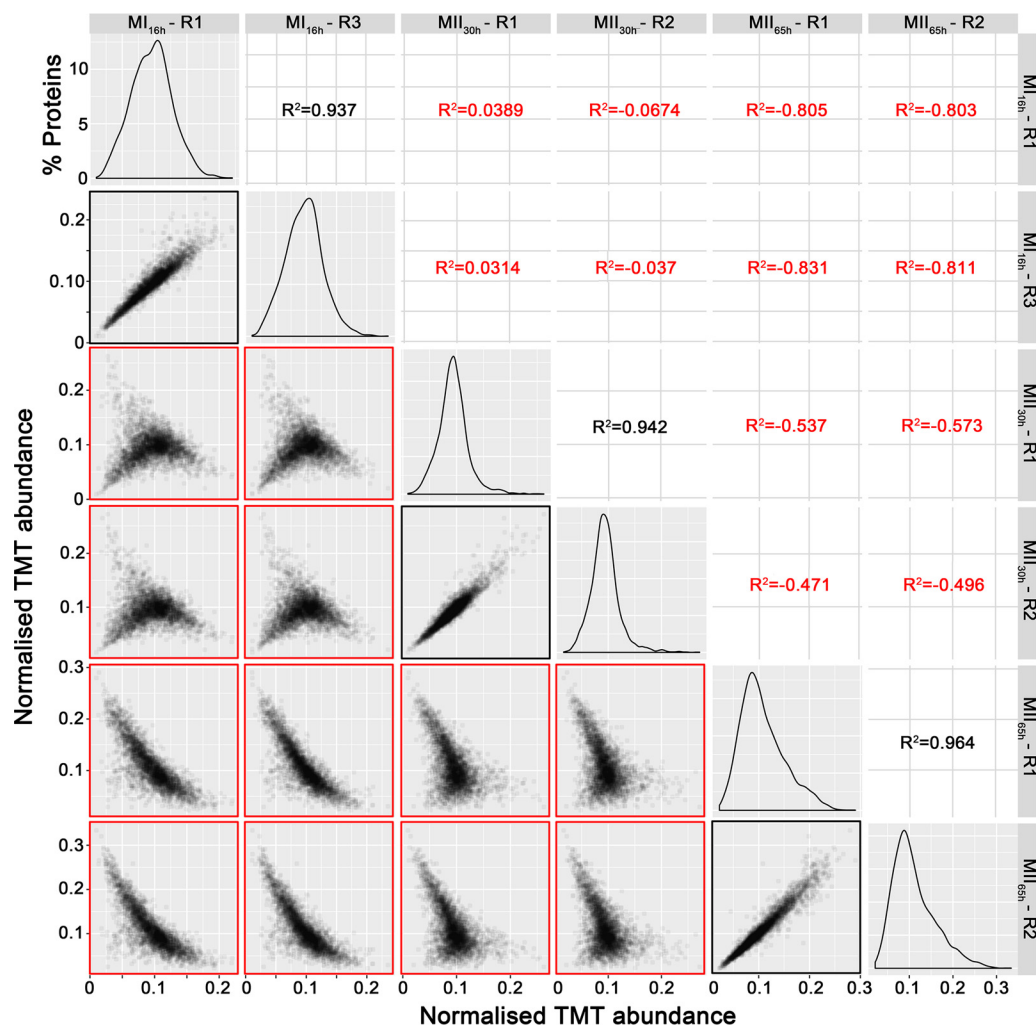 MI16h - R1 MI16h - R3 MII30h - R1 MII30h - R2 MII65h - R1 MII65h - R2
% Proteins
10
5
0
R²=0.937 R²=0.0389 R²=-0.0674 R²=-0.805 R²=-0.803
MI16h - R1
0.2
0.10
0
R²=0.0314 R²=-0.037 R²=-0.831 R²=-0.811
MI16h - R3
Normalised TMT abundance
0.2
0.1
0
R²=0.942 R²=-0.537 R²=-0.573
MII30h - R1
0.2
0.1
R²=-0.471 R²=-0.496
MII30h - R2
0.3
0.2
0.1
R²=0.964
MII65h - R1
0.3
0.2
0.1
MII65h - R2
0 0.1 0.2 0 0.1 0.2 0 0.1 0.2 0 0.1 0.2 0 0.1 0.2 0.3 0.1 0.2 0.3
Normalised TMT abundance